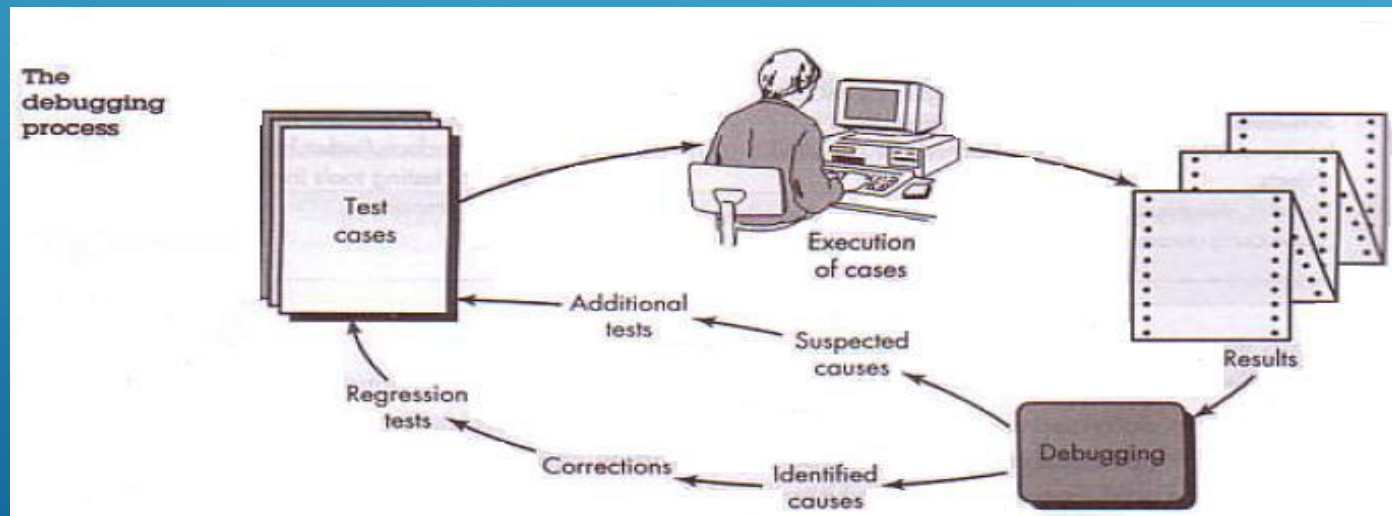 The
debugging
process
Test
cases
Execution
of cases
Results
Debugging
Suspected
causes
Additional
tests
Identified
causes
Corrections
Regression
tests